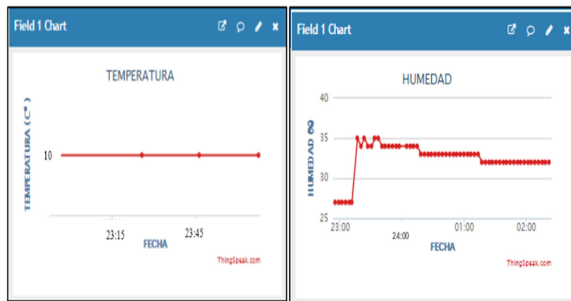 Field 1 Chart
TEMPERATURA
TEMPERATURA (C°)
10
23:15
23:45
FECHA
ThingSpeak.com
Field 1 Chart
HUMEDAD
HUMEDAD
40
35
30
25
23:00
24:00
01:00
02:00
FECHA
ThingSpeak.com